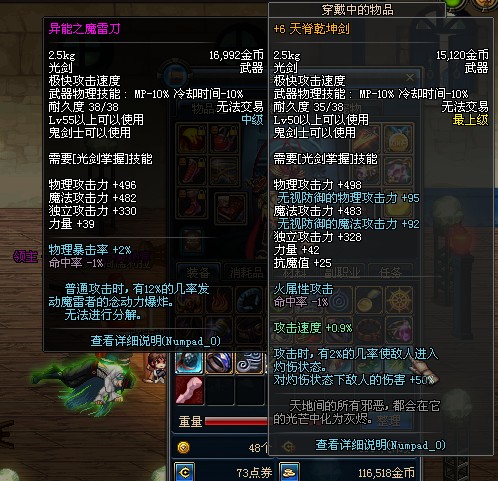 异能之魔雷刀
2.5kg 16,992金币
光剑 武器
极快攻击速度
武器物理技能： MP-10% 冷却时间-10%
耐久度 38/38 无法交易
Lv55以上可以使用 中级
鬼剑士可以使用
需要[光剑掌握]技能
物理攻击力 +496
魔法攻击力 +482
独立攻击力 +330
力量 +39
物理暴击率 +2%
命中率 -1%
普通攻击时，有12%的几率发
动魔雷者的念动力爆炸。
无法进行分解。
查看详细说明(Numpad_0)
穿戴中的物品
+6 天脊乾坤剑
2.5kg 15,120金币
光剑 武器
极快攻击速度
武器物理技能： MP-10% 冷却时间-10%
耐久度 35/38 无法交易
Lv50以上可以使用 最上级
鬼剑士可以使用
需要[光剑掌握]技能
物理攻击力 +498
无视防御的物理攻击力 +95
魔法攻击力 +483
无视防御的魔法攻击力 +92
独立攻击力 +328
力量 +42
抗魔值 +25
火属性攻击
命中率 -1%
攻击速度 +0.9%
攻击时，有2%的几率使敌人进入
灼伤状态。
对灼伤状态下敌人的伤害 +50%
天地间的所有邪恶，都会在它
的光芒中化为灰烬。
查看详细说明(Numpad_0)
领主
装备 消耗品 副职业 任务
重量 整理
48
73点券 116,518金币